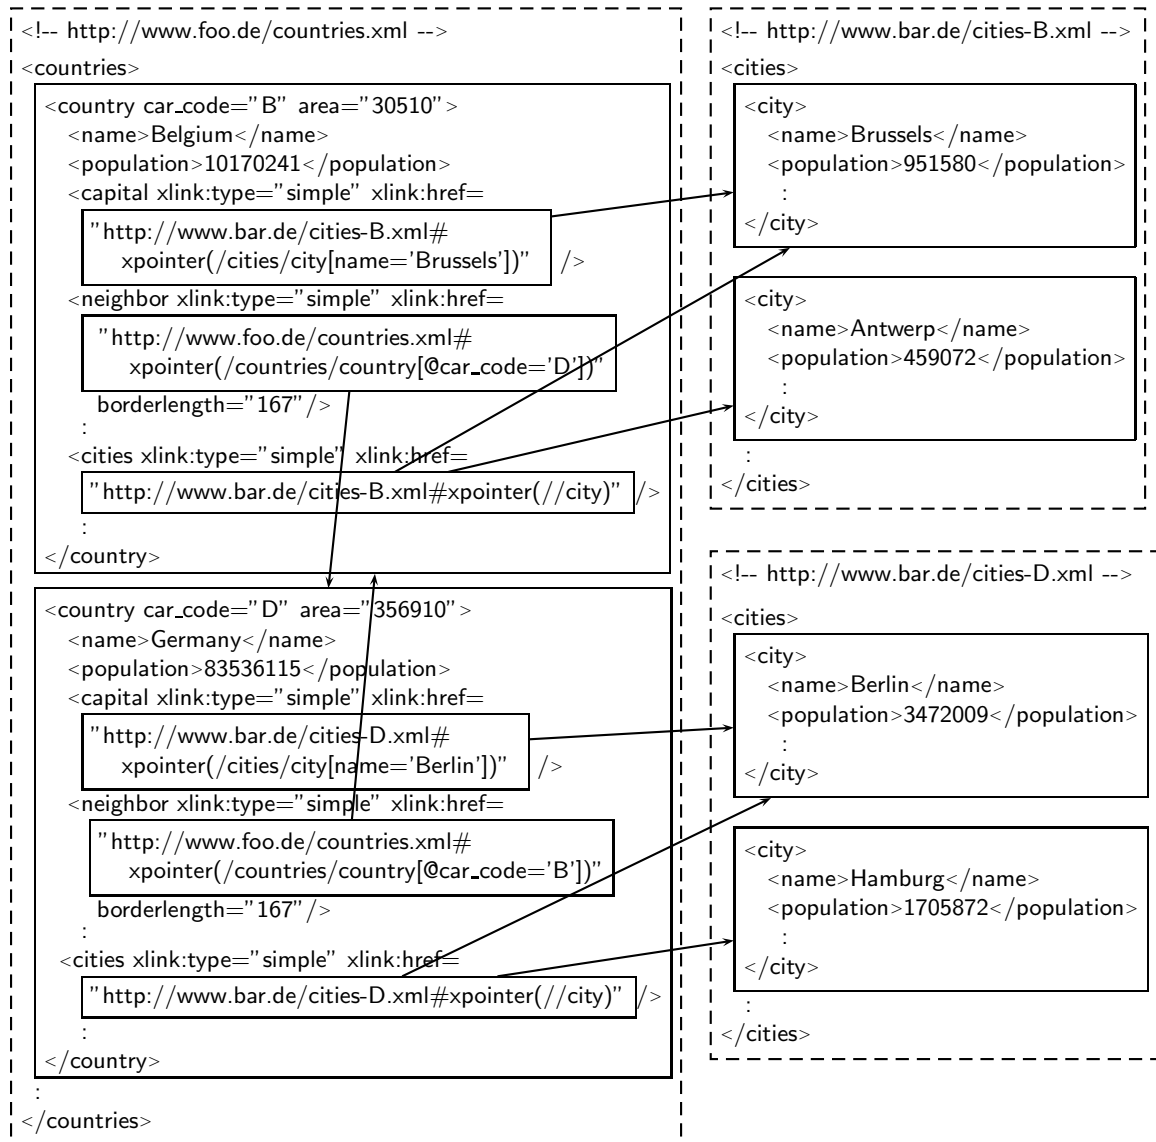 <!-- http://www.foo.de/countries.xml -->
<countries>
<country car_code="B" area="30510">
<name>Belgium</name>
<population>10170241</population>
<capital xlink:type="simple" xlink:href=
"http://www.bar.de/cities-B.xml#
xpointer(/cities/city[name='Brussels'])" />
<neighbor xlink:type="simple" xlink:href=
"http://www.foo.de/countries.xml#
xpointer(/countries/country[@car_code='D'])"
borderlength="167"/>
:
<cities xlink:type="simple" xlink:href=
"http://www.bar.de/cities-B.xml#xpointer(//city)" />
:
</country>
<country car_code="D" area="356910">
<name>Germany</name>
<population>83536115</population>
<capital xlink:type="simple" xlink:href=
"http://www.bar.de/cities-D.xml#
xpointer(/cities/city[name='Berlin'])" />
<neighbor xlink:type="simple" xlink:href=
"http://www.foo.de/countries.xml#
xpointer(/countries/country[@car_code='B'])"
borderlength="167"/>
:
<cities xlink:type="simple" xlink:href=
"http://www.bar.de/cities-D.xml#xpointer(//city)" />
:
</country>
:
</countries>
<!-- http://www.bar.de/cities-B.xml -->
<cities>
<city>
<name>Brussels</name>
<population>951580</population>
:
</city>
<city>
<name>Antwerp</name>
<population>459072</population>
:
</city>
:
</cities>
<!-- http://www.bar.de/cities-D.xml -->
<cities>
<city>
<name>Berlin</name>
<population>3472009</population>
:
</city>
<city>
<name>Hamburg</name>
<population>1705872</population>
:
</city>
:
</cities>